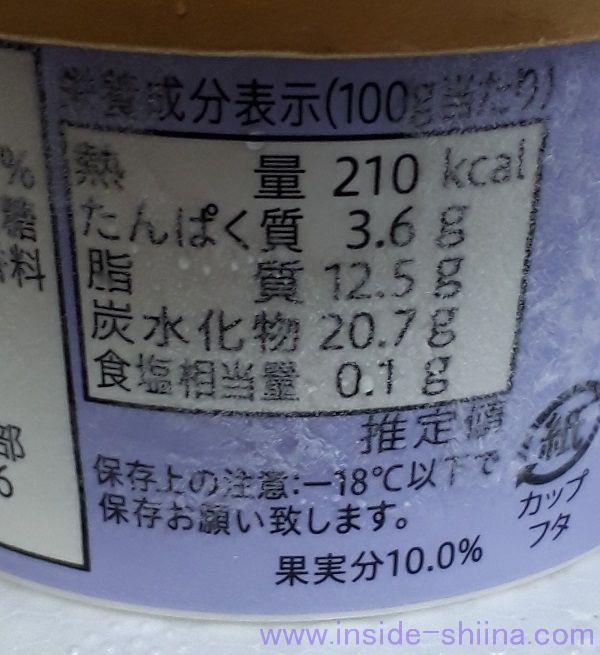 栄養成分表示(100g当たり)
熱量 210 kcal
たんぱく質 3.6 g
脂質 12.5 g
炭水化物 20.7 g
食塩相当量 0.1 g
推定値
保存上の注意:−18℃以下で
保存お願い致します。
果実分10.0%
紙
カップ
フタ
%
糖
料
部
6
www.inside-shiina.com